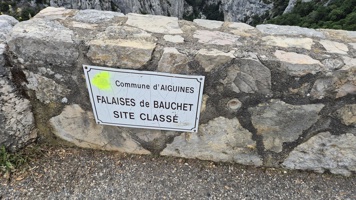 Commune d'AIGUINES
FALAISES de BAUCHET
SITE CLASSÉ